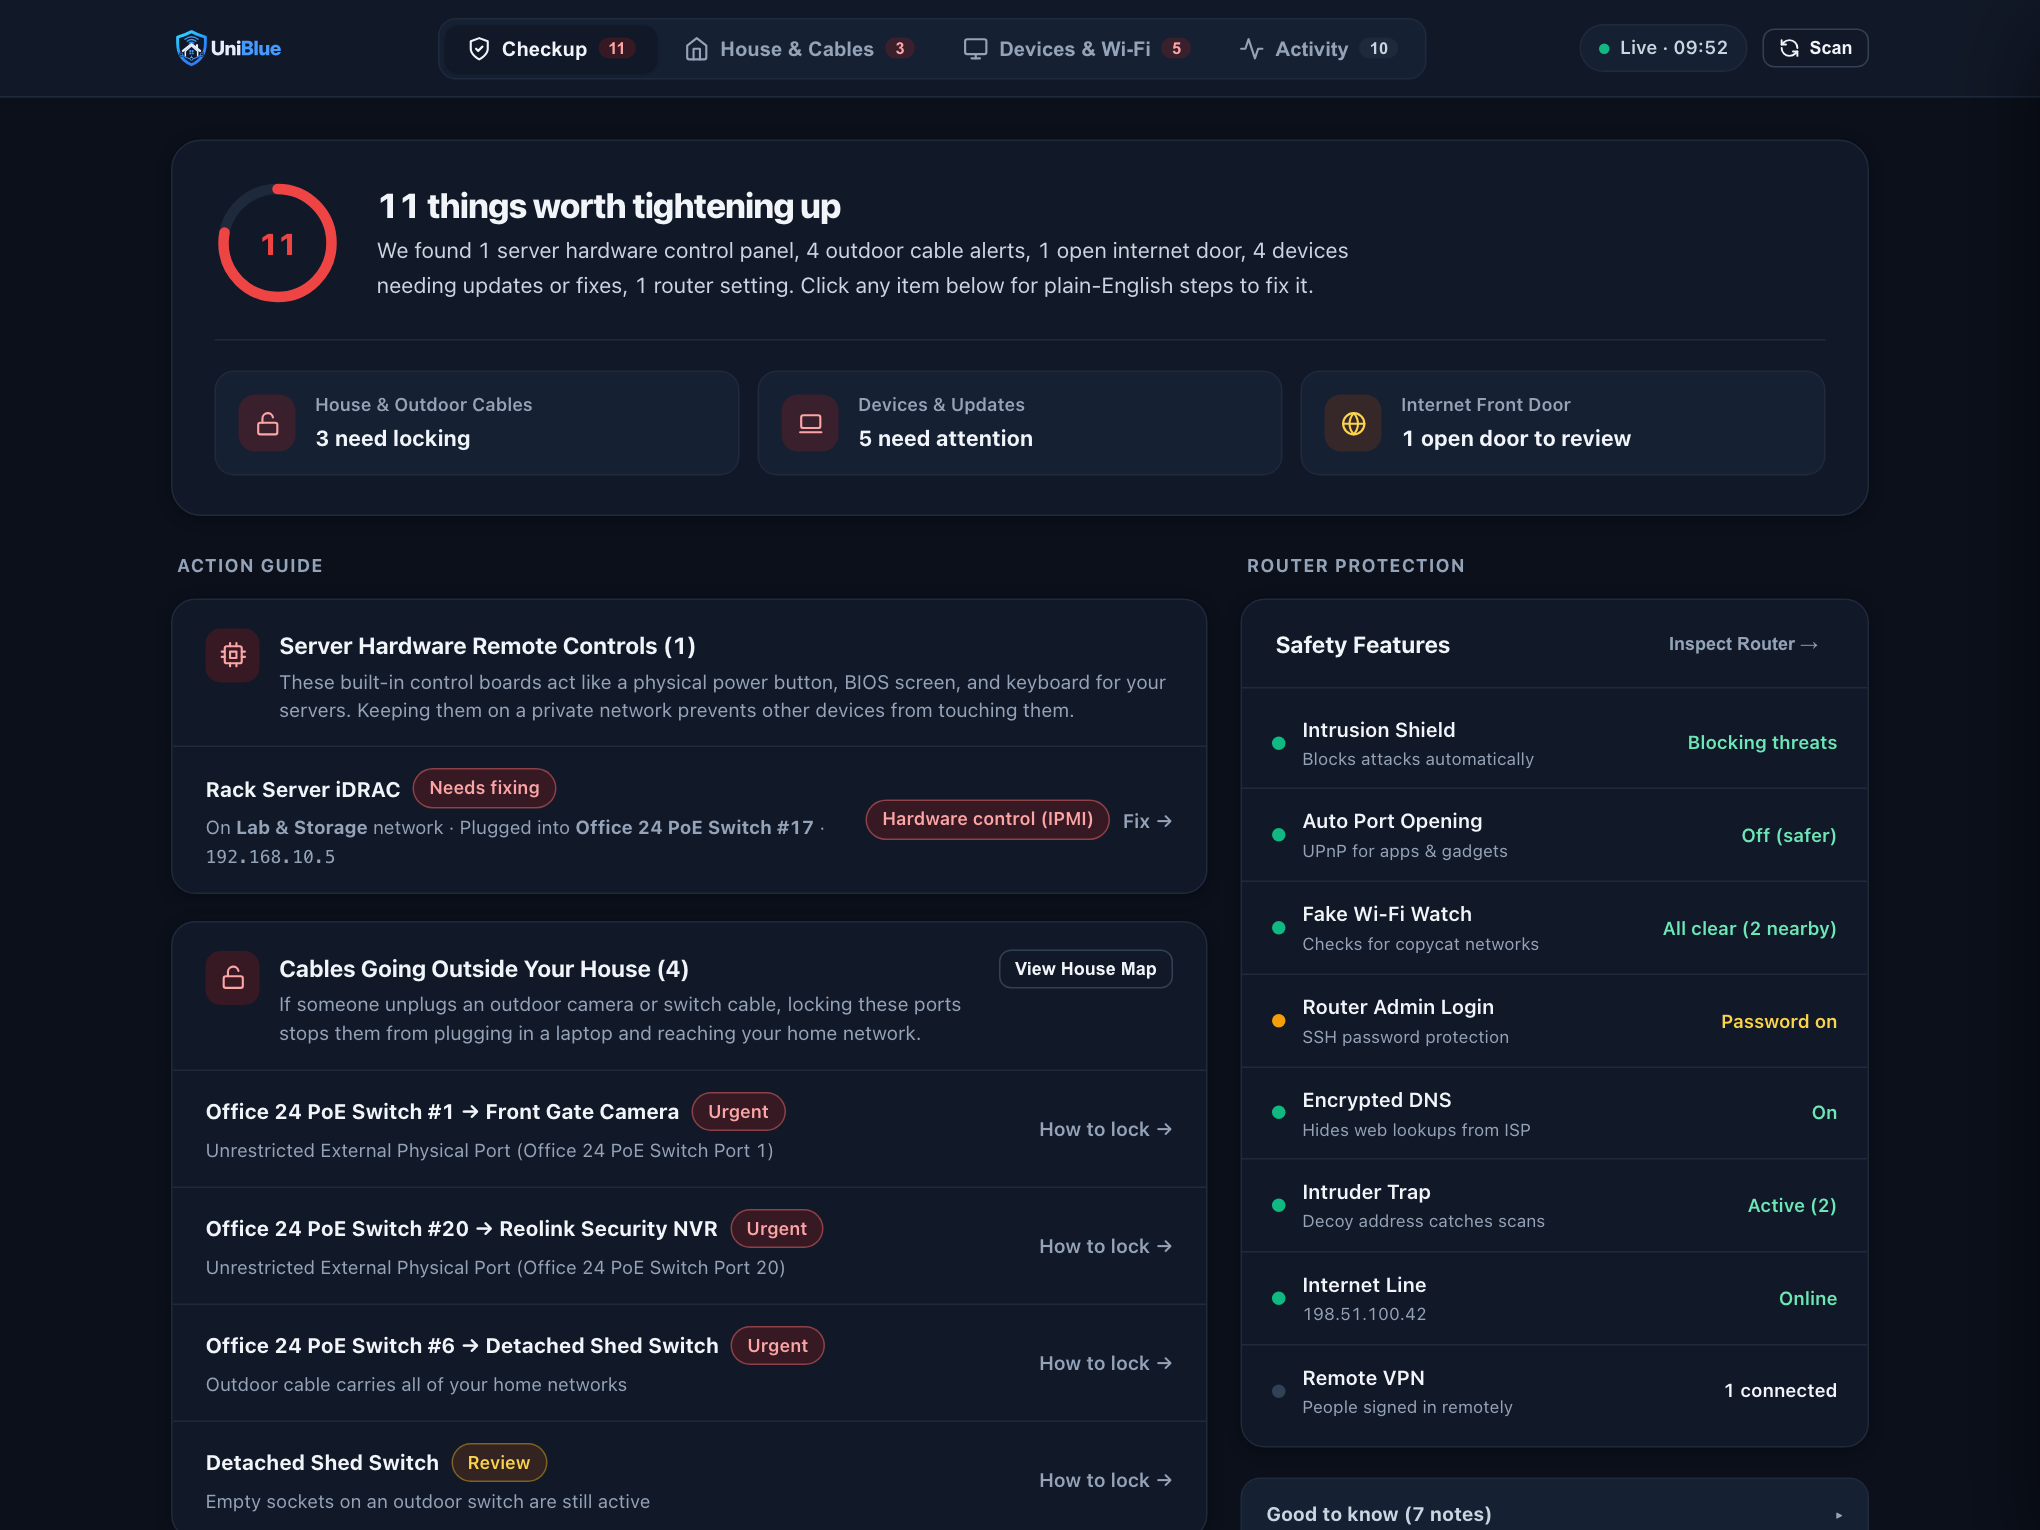 UniBlue
Checkup 11
House & Cables 3
Devices & Wi-Fi 5
Activity 10
Live · 09:52
Scan
11
11 things worth tightening up
We found 1 server hardware control panel, 4 outdoor cable alerts, 1 open internet door, 4 devices
needing updates or fixes, 1 router setting. Click any item below for plain-English steps to fix it.
House & Outdoor Cables
3 need locking
Devices & Updates
5 need attention
Internet Front Door
1 open door to review
ACTION GUIDE
Server Hardware Remote Controls (1)
These built-in control boards act like a physical power button, BIOS screen, and keyboard for your
servers. Keeping them on a private network prevents other devices from touching them.
Rack Server iDRAC Needs fixing
On Lab & Storage network · Plugged into Office 24 PoE Switch #17 ·
192.168.10.5
Hardware control (IPMI) Fix →
Cables Going Outside Your House (4)
View House Map
If someone unplugs an outdoor camera or switch cable, locking these ports
stops them from plugging in a laptop and reaching your home network.
Office 24 PoE Switch #1 → Front Gate Camera Urgent
Unrestricted External Physical Port (Office 24 PoE Switch Port 1)
How to lock →
Office 24 PoE Switch #20 → Reolink Security NVR Urgent
Unrestricted External Physical Port (Office 24 PoE Switch Port 20)
How to lock →
Office 24 PoE Switch #6 → Detached Shed Switch Urgent
Outdoor cable carries all of your home networks
How to lock →
Detached Shed Switch Review
Empty sockets on an outdoor switch are still active
How to lock →
ROUTER PROTECTION
Safety Features
Inspect Router →
Intrusion Shield
Blocks attacks automatically
Blocking threats
Auto Port Opening
UPnP for apps & gadgets
Off (safer)
Fake Wi-Fi Watch
Checks for copycat networks
All clear (2 nearby)
Router Admin Login
SSH password protection
Password on
Encrypted DNS
Hides web lookups from ISP
On
Intruder Trap
Decoy address catches scans
Active (2)
Internet Line
198.51.100.42
Online
Remote VPN
People signed in remotely
1 connected
Good to know (7 notes)